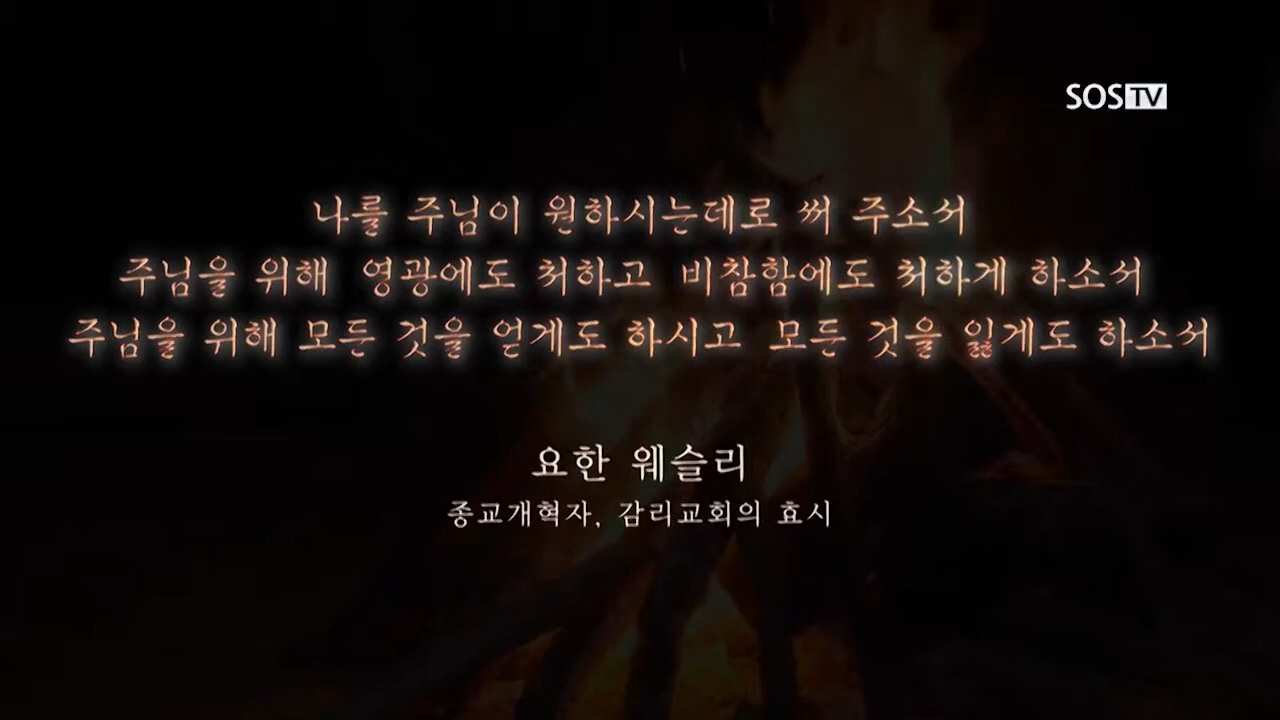 SOSTV
나를 주님이 원하시는데로 써 주소서
주님을 위해 영광에도 처하고 비참함에도 처하게 하소서
주님을 위해 모든 것을 얻게도 하시고 모든 것을 잃게도 하소서
요한 웨슬리
종교개혁자, 감리교회의 효시